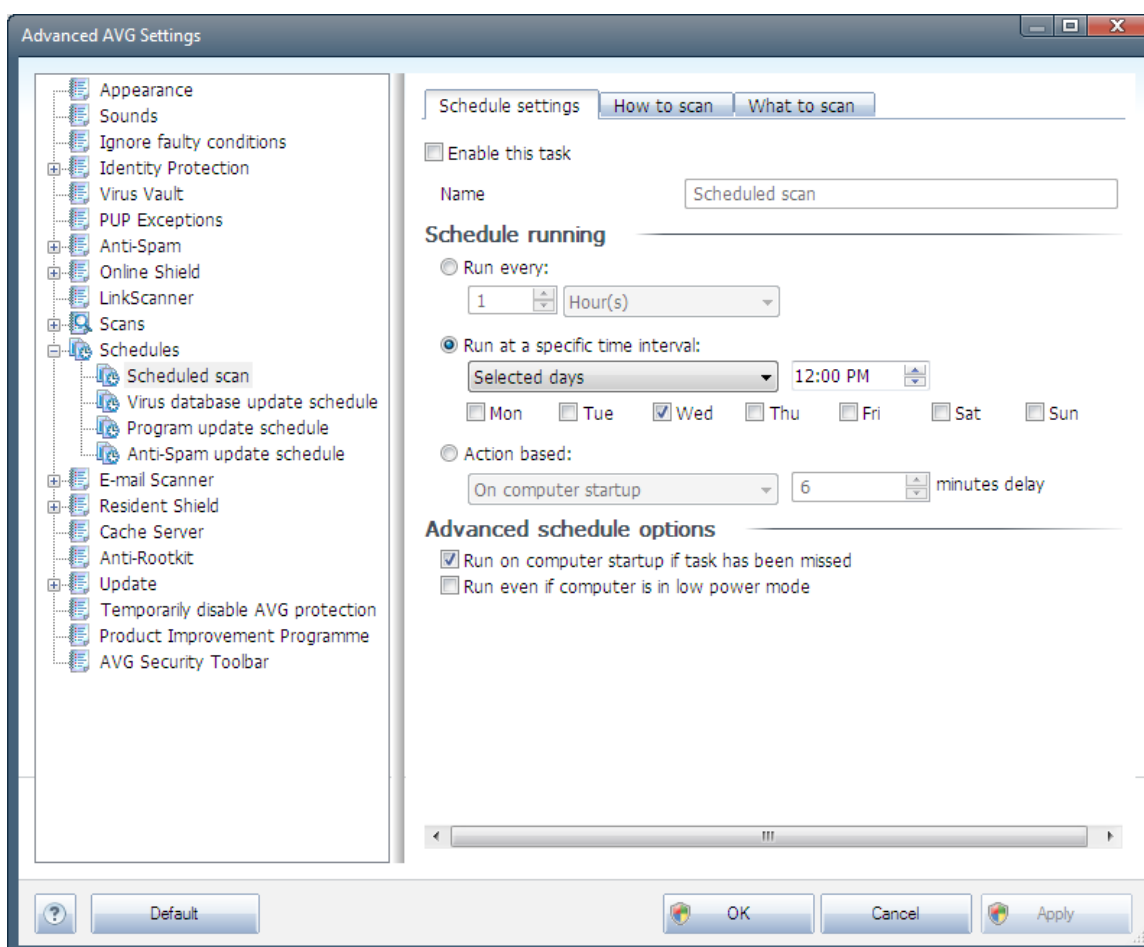 Advanced AVG Settings
Appearance
Sounds
Ignore faulty conditions
Identity Protection
Virus Vault
PUP Exceptions
Anti-Spam
Online Shield
LinkScanner
Scans
Schedules
Scheduled scan
Virus database update schedule
Program update schedule
Anti-Spam update schedule
E-mail Scanner
Resident Shield
Cache Server
Anti-Rootkit
Update
Temporarily disable AVG protection
Product Improvement Programme
AVG Security Toolbar
Schedule settings How to scan What to scan
Enable this task
Name Scheduled scan
Schedule running
Run every:
1 Hour(s)
Run at a specific time interval:
Selected days 12:00 PM
Mon Tue Wed Thu Fri Sat Sun
Action based:
On computer startup 6 minutes delay
Advanced schedule options
Run on computer startup if task has been missed
Run even if computer is in low power mode
? Default OK Cancel Apply